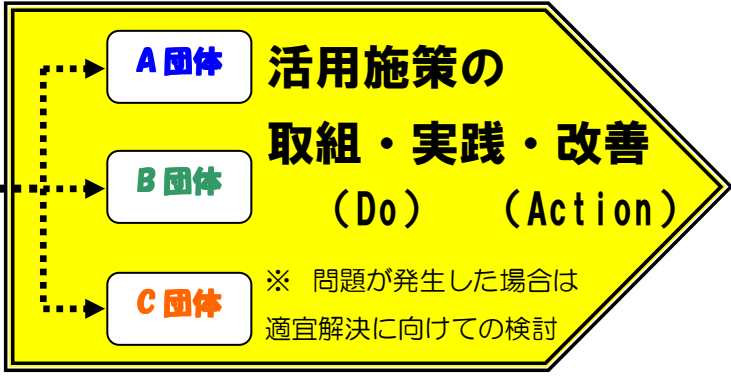 A団体
B団体
C団体
活用施策の
取組・実践・改善
（Do）　（Action）
※　問題が発生した場合は
適宜解決に向けての検討